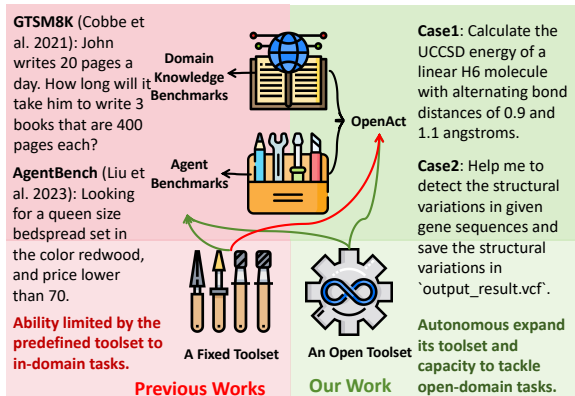 GTSM8K (Cobbe et
al. 2021): John
writes 20 pages a
day. How long will it
take him to write 3
books that are 400
pages each?
AgentBench (Liu et
al. 2023): Looking
for a queen size
bedspread set in
the color redwood,
and price lower
than 70.
Ability limited by the
predefined toolset to
in-domain tasks.
Domain
Knowledge
Benchmarks
Agent
Benchmarks
OpenAct
A Fixed Toolset
An Open Toolset
Previous Works
Our Work
Case1: Calculate the
UCCSD energy of a
linear H6 molecule
with alternating bond
distances of 0.9 and
1.1 angstroms.
Case2: Help me to
detect the structural
variations in given
gene sequences and
save the structural
variations in
`output_result.vcf`.
Autonomous expand
its toolset and
capacity to tackle
open-domain tasks.